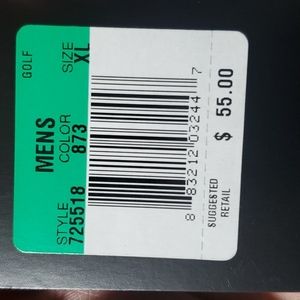 GOLF
MENS
STYLE COLOR SIZE
725518 873 XL
8 83212 03244 7
SUGGESTED
RETAIL
$ 55.00